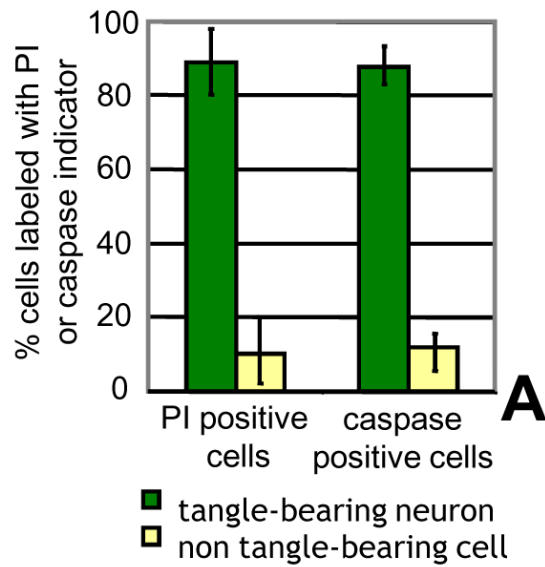 % cells labeled with PI
or caspase indicator
100
80
60
40
20
0
PI positive
cells
caspase
positive cells
A
tangle-bearing neuron
non tangle-bearing cell